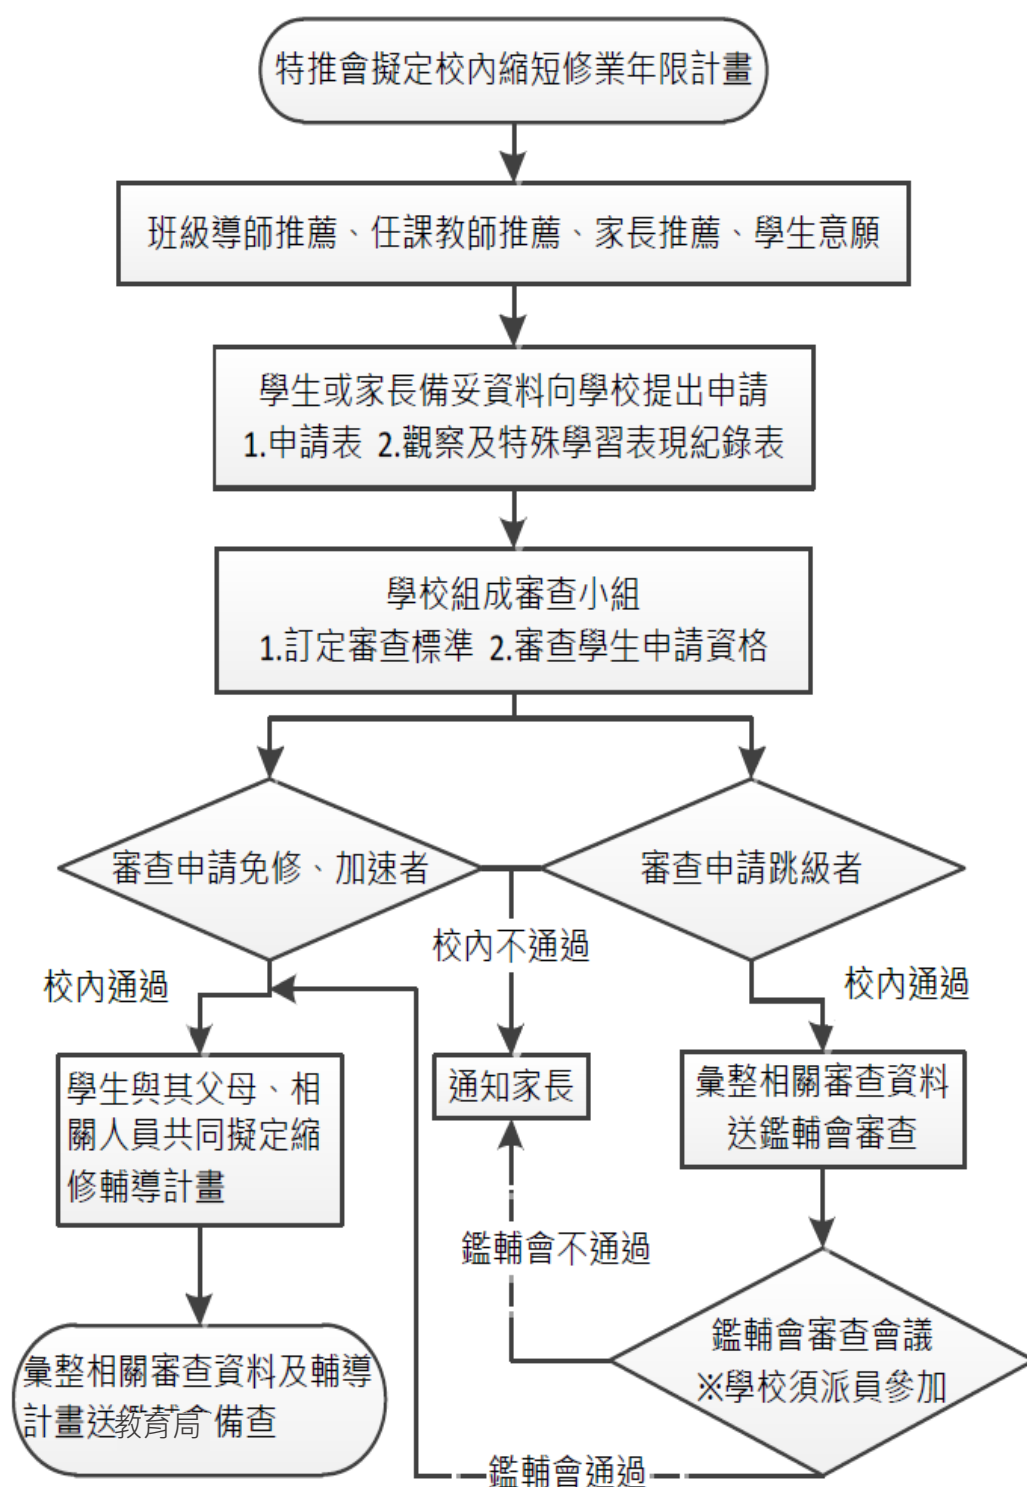 特推會擬定校內縮短修業年限計畫
班級導師推薦、任課教師推薦、家長推薦、學生意願
學生或家長備妥資料向學校提出申請
1.申請表 2.觀察及特殊學習表現紀錄表
學校組成審查小組
1.訂定審查標準 2.審查學生申請資格
審查申請免修、加速者
審查申請跳級者
校內不通過
校內通過
校內通過
學生與其父母、相
關人員共同擬定縮
修輔導計畫
通知家長
彙整相關審查資料
送鑑輔會審查
鑑輔會不通過
鑑輔會審查會議
※學校須派員參加
彙整相關審查資料及輔導
計畫送教育局 備查
鑑輔會通過